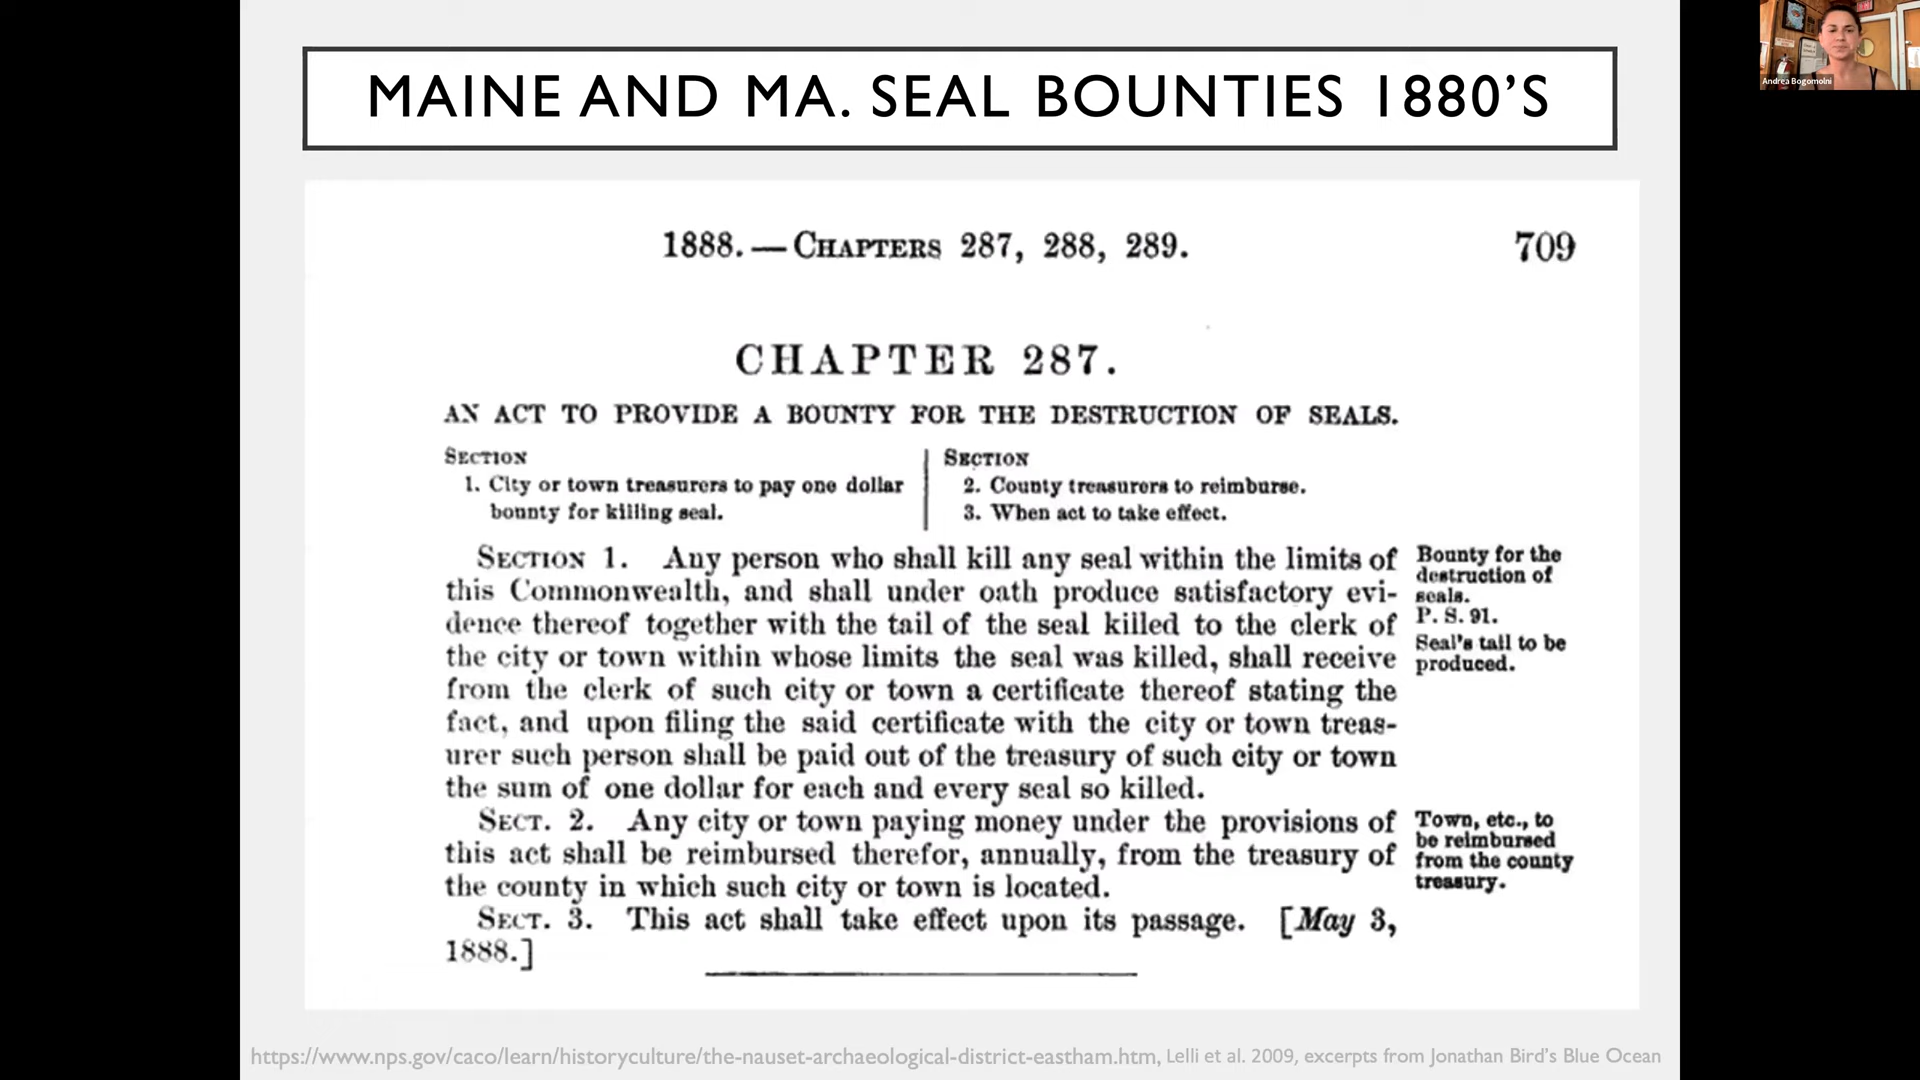 MAINE AND MA. SEAL BOUNTIES 1880'S
Andrea Bogomolni
1888. — CHAPTERS 287, 288, 289.
709
CHAPTER 287.
AN ACT TO PROVIDE A BOUNTY FOR THE DESTRUCTION OF SEALS.
SECTION
1. City or town treasurers to pay one dollar
bounty for killing seal.
SECTION
2. County treasurers to reimburse.
3. When act to take effect.
SECTION 1. Any person who shall kill any seal within the limits of
this Commonwealth, and shall under oath produce satisfactory evi-
dence thereof together with the tail of the seal killed to the clerk of
the city or town within whose limits the seal was killed, shall receive
from the clerk of such city or town a certificate thereof stating the
fact, and upon filing the said certificate with the city or town treas-
urer such person shall be paid out of the treasury of such city or town
the sum of one dollar for each and every seal so killed.
Bounty for the
destruction of
seals.
P. S. 91.
Seal's tail to be
produced.
SECT. 2. Any city or town paying money under the provisions of
this act shall be reimbursed therefor, annually, from the treasury of
the county in which such city or town is located.
Town, etc., to
be reimbursed
from the county
treasury.
SECT. 3. This act shall take effect upon its passage. [May 3,
1888.]
https://www.nps.gov/caco/learn/historyculture/the-nauset-archaeological-district-eastham.htm, Lelli et al. 2009, excerpts from Jonathan Bird's Blue Ocean